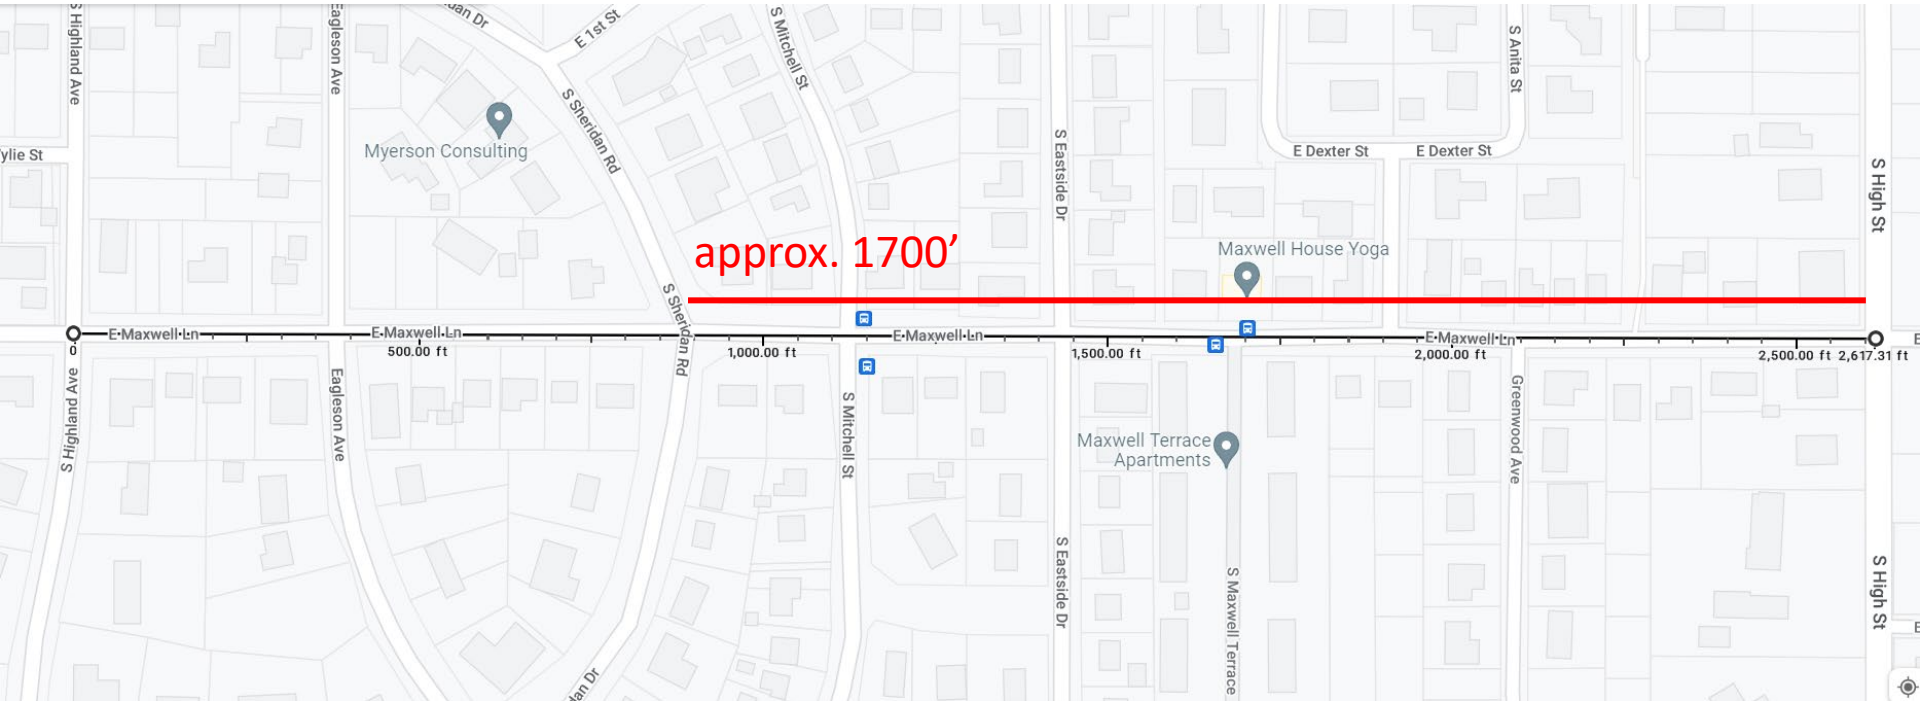 S Highland Ave
Eagleson Ave
an Dr
E 1st St
S Mitchell St
S Anita St
S Sheridan Rd
Myerson Consulting
ylie St
S Eastside Dr
E Dexter St
E Dexter St
S High St
approx. 1700’
Maxwell House Yoga
S Sheridan Rd
E Maxwell Ln
E Maxwell Ln
E Maxwell Ln
E Maxwell Ln
E
0
500.00 ft
1,000.00 ft
1,500.00 ft
2,000.00 ft
2,500.00 ft
2,617.31 ft
S Highland Ave
Eagleson Ave
S Mitchell St
Greenwood Ave
Maxwell Terrace
Apartments
S Eastside Dr
S Maxwell Terrace
S High St
E
dan Dr